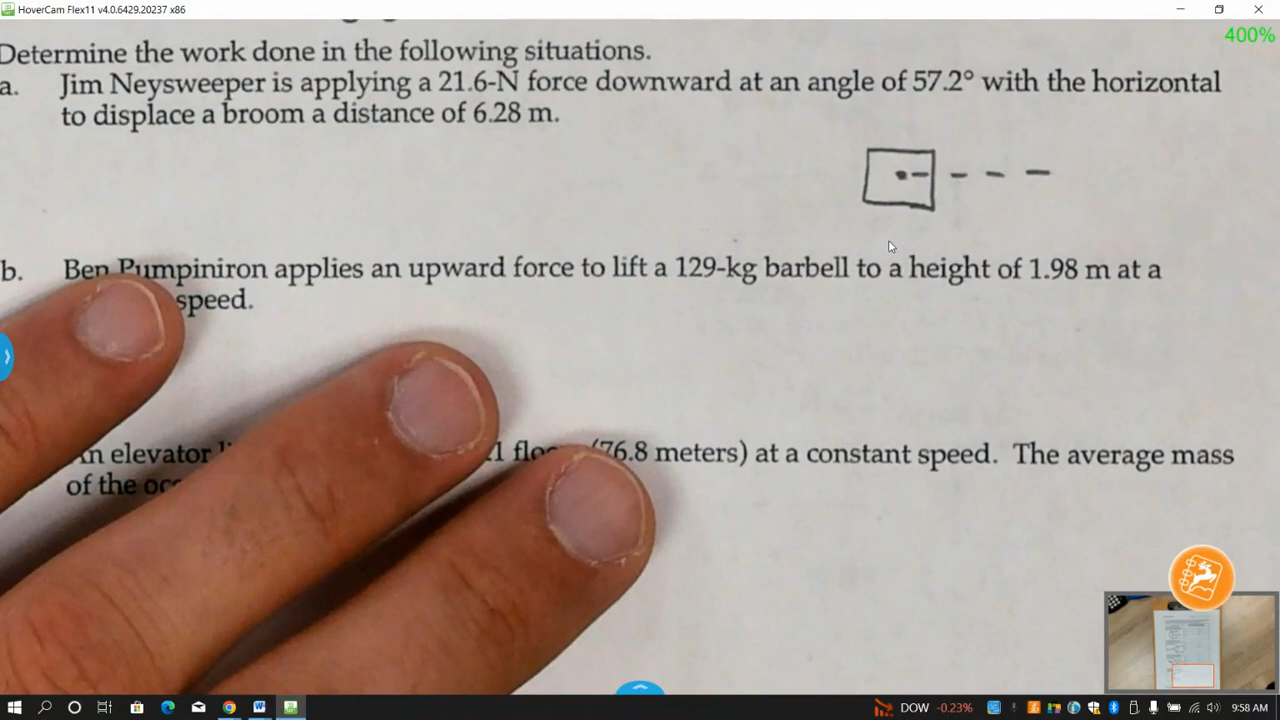 HoverCam Flex11 v4.0.6429.20237 x86
400%
Determine the work done in the following situations.
a. Jim Neysweeper is applying a 21.6-N force downward at an angle of 57.2° with the horizontal
to displace a broom a distance of 6.28 m.
b. Ben Pumpiniron applies an upward force to lift a 129-kg barbell to a height of 1.98 m at a
speed.
An elevator 1 (76.8 meters) at a constant speed. The average mass
of the
DOW -0.23% 9:58 AM